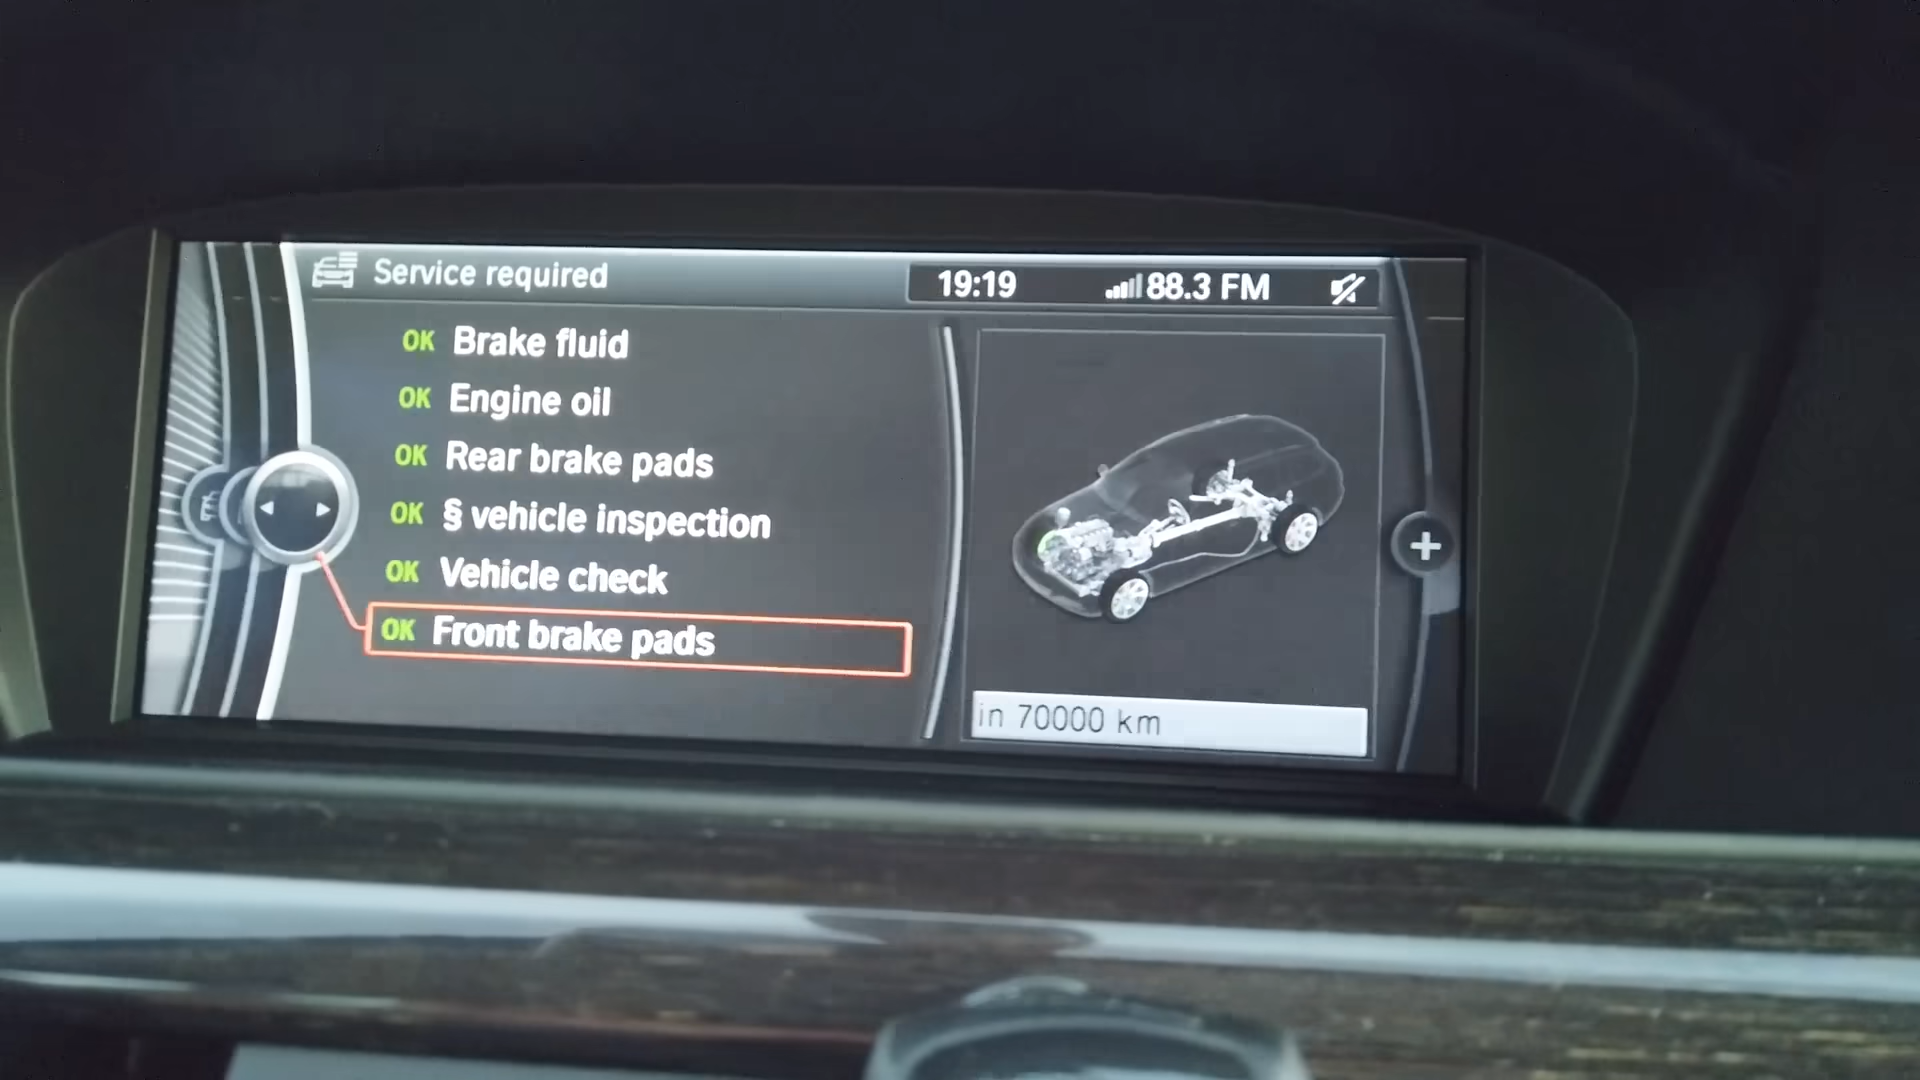 Service required
19:19
88.3 FM
OK Brake fluid
OK Engine oil
OK Rear brake pads
OK § vehicle inspection
OK Vehicle check
OK Front brake pads
in 70000 km